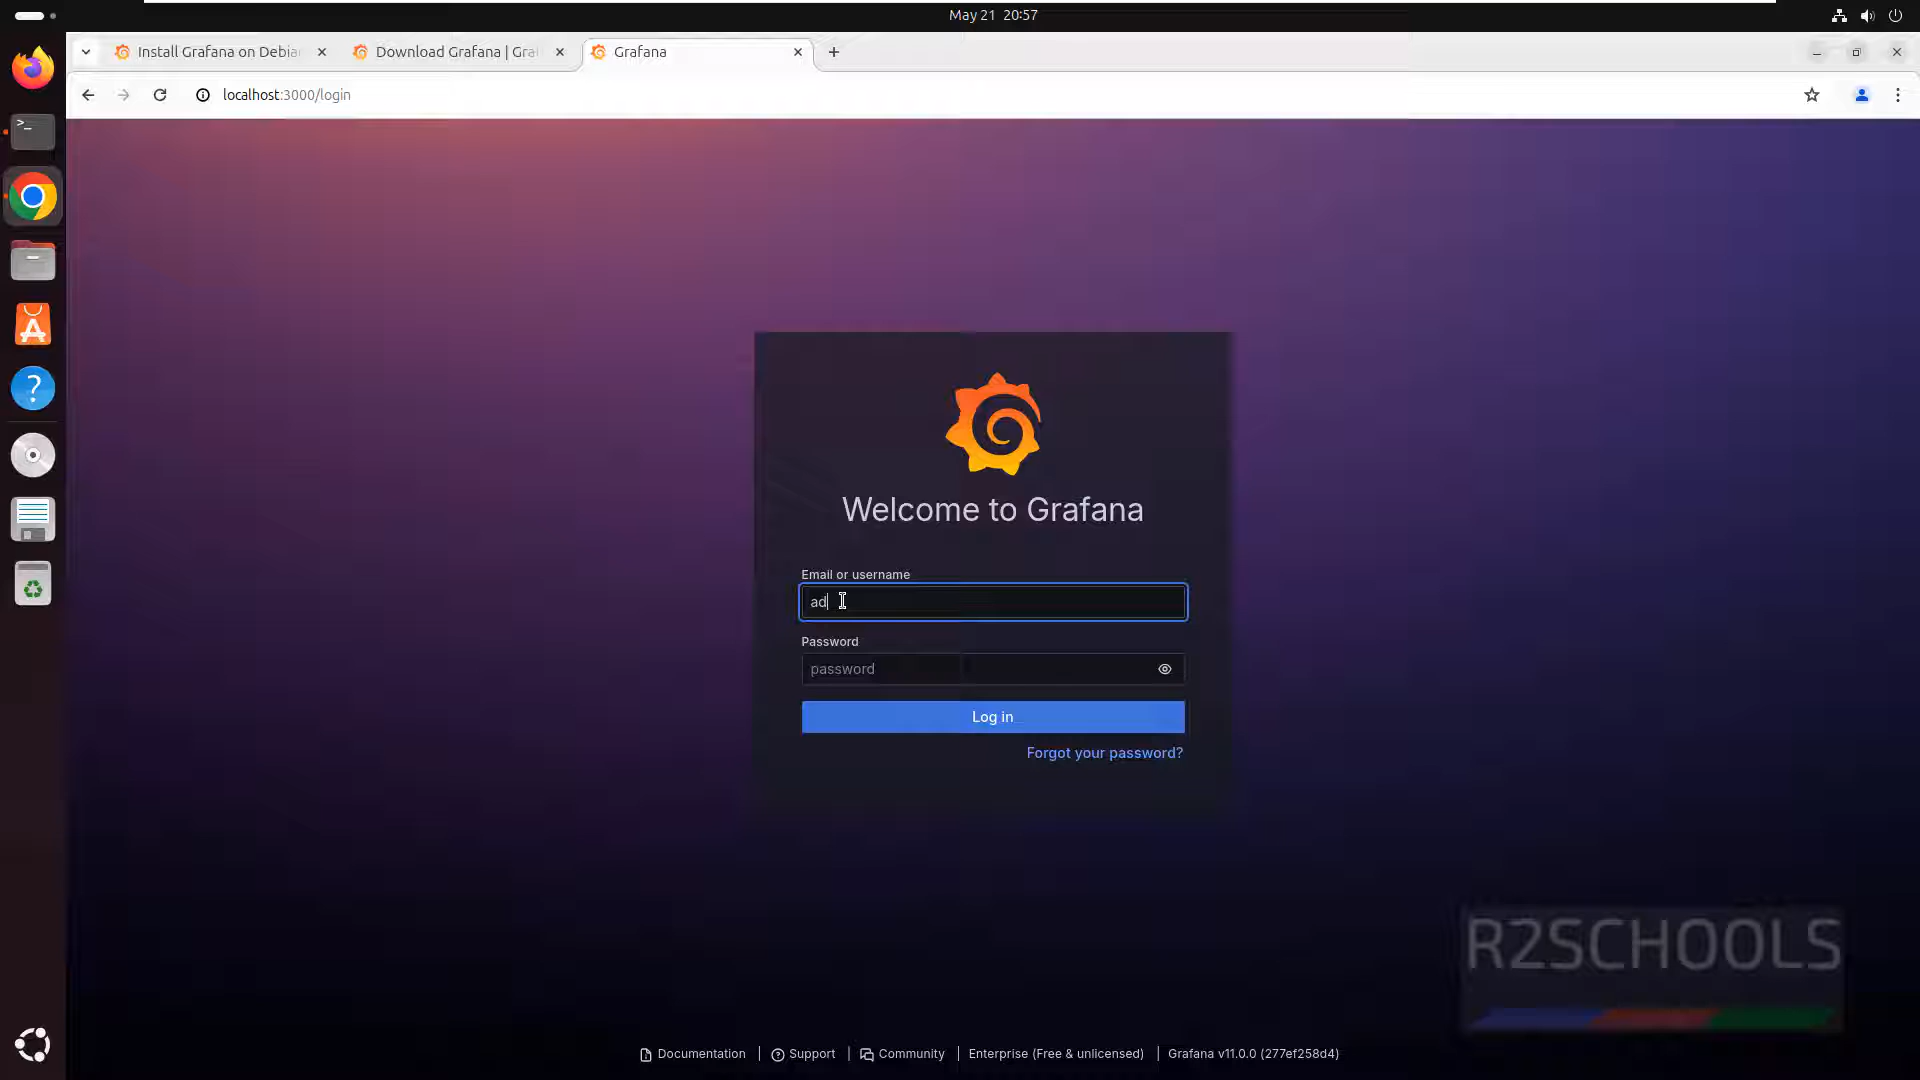 May 21 20:57
Install Grafana on Debia
Download Grafana | Gra
Grafana
localhost:3000/login
Welcome to Grafana
Email or username
ad
Password
password
Log in
Forgot your password?
R2SCHOOLS
Documentation | Support | Community | Enterprise (Free & unlicensed) | Grafana v11.0.0 (277ef258d4)